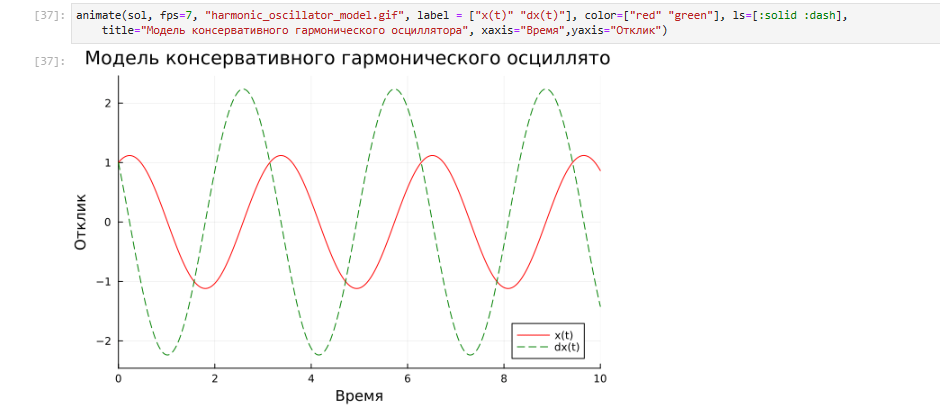 [37]: animate(sol, fps=7, "harmonic_oscillator_model.gif", label = ["x(t)" "dx(t)"], color=["red" "green"], ls=[:solid :dash],
title="Модель консервативного гармонического осциллятора", xaxis="Время",yaxis="Отклик")
[37]: Модель консервативного гармонического осциллято
2
1
0
−1
−2
Отклик
x(t)
dx(t)
0 2 4 6 8 10
Время